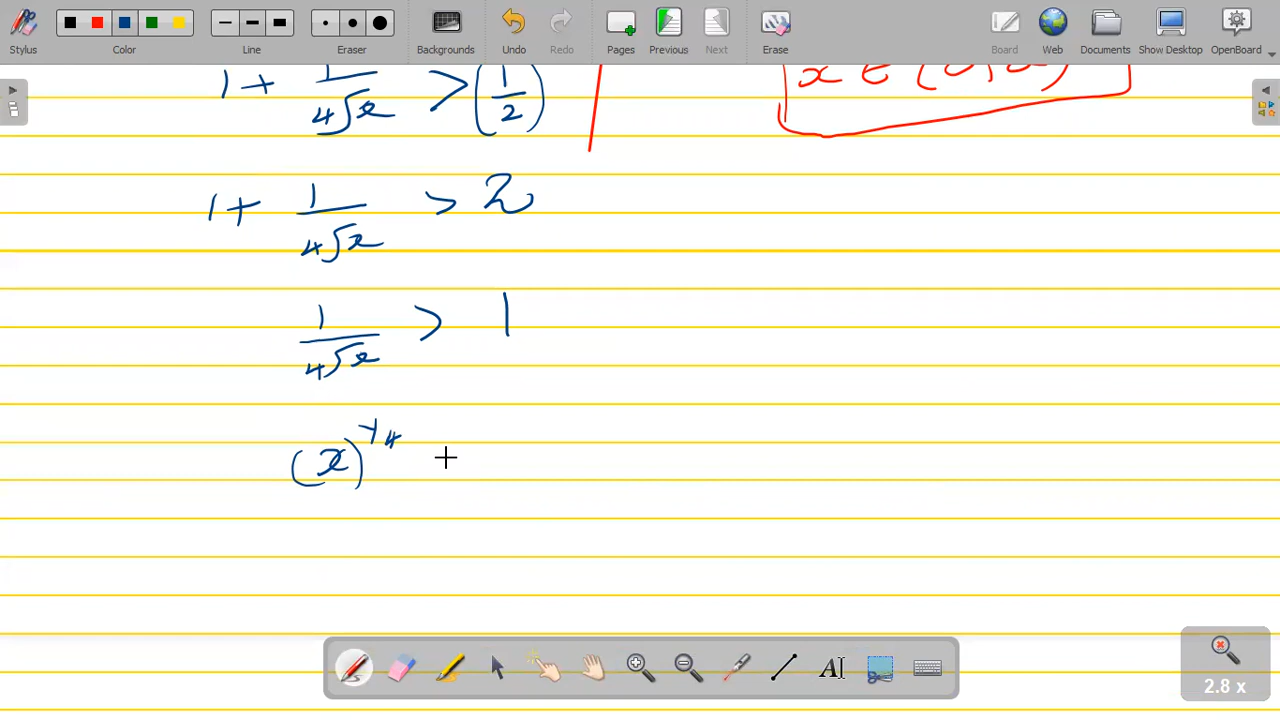 Stylus Color Line Eraser Backgrounds Undo Redo Pages Previous Next Erase Board Web Documents Show Desktop OpenBoard
1 + 1/4√x > (1/2)
x ∈ (
1 + 1/4√x > 2
1/4√x > 1
(x)^1/4
2.8 x